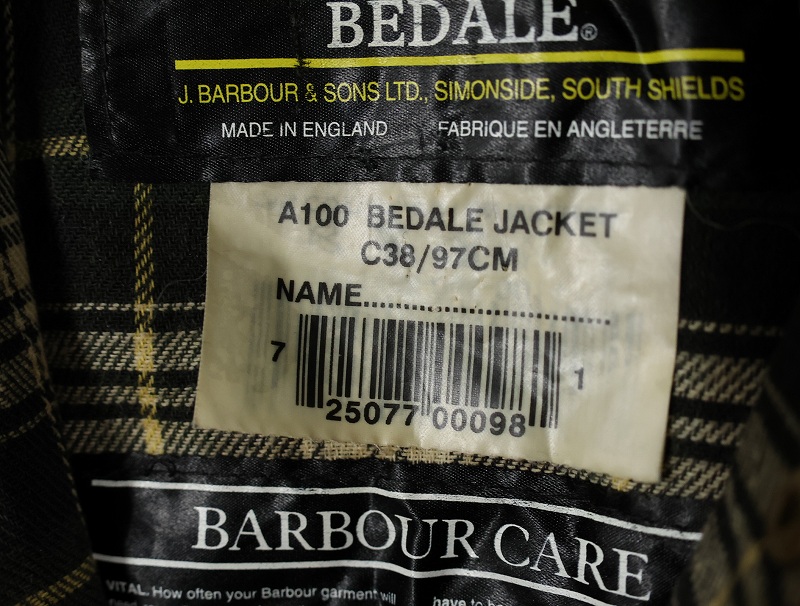 BEDALE®
J. BARBOUR & SONS LTD., SIMONSIDE, SOUTH SHIELDS
MADE IN ENGLAND FABRIQUE EN ANGLETERRE
A100 BEDALE JACKET
C38/97CM
NAME.................................
7 25077 00098 1
BARBOUR CARE
VITAL. How often your Barbour garment will
have to be